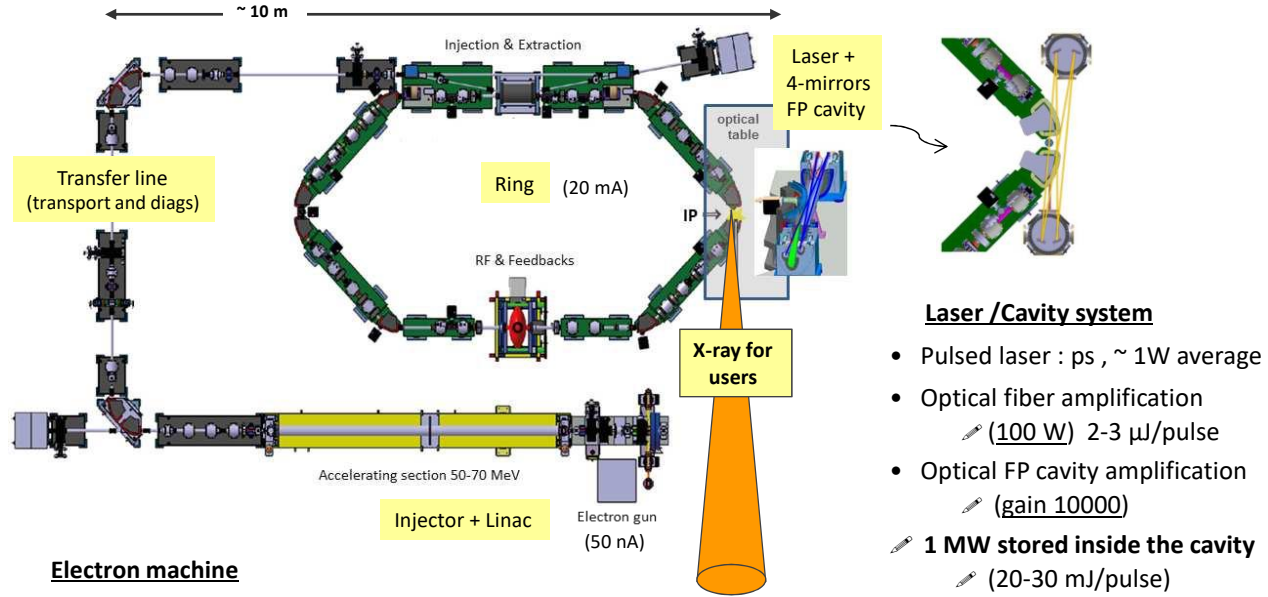 ~ 10 m
Injection & Extraction
Laser +
4-mirrors
FP cavity
optical
table
Transfer line
(transport and diags)
Ring (20 mA)
IP
RF & Feedbacks
X-ray for
users
Accelerating section 50-70 MeV
Injector + Linac
Electron gun
(50 nA)
Electron machine
Laser /Cavity system
• Pulsed laser : ps , ~ 1W average
• Optical fiber amplification
(100 W) 2-3 µJ/pulse
• Optical FP cavity amplification
(gain 10000)
1 MW stored inside the cavity
(20-30 mJ/pulse)